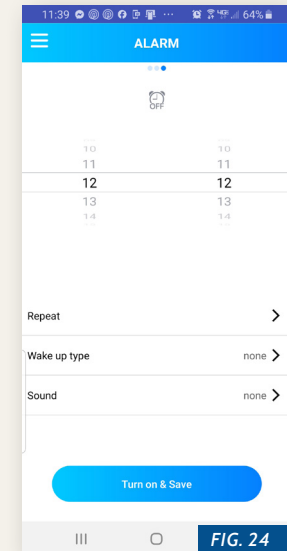 11:39 ... 4GE 64%
ALARM
OFF
10 10
11 11
12 12
13 13
14 14
Repeat
Wake up type none
Sound none
Turn on & Save
FIG. 24